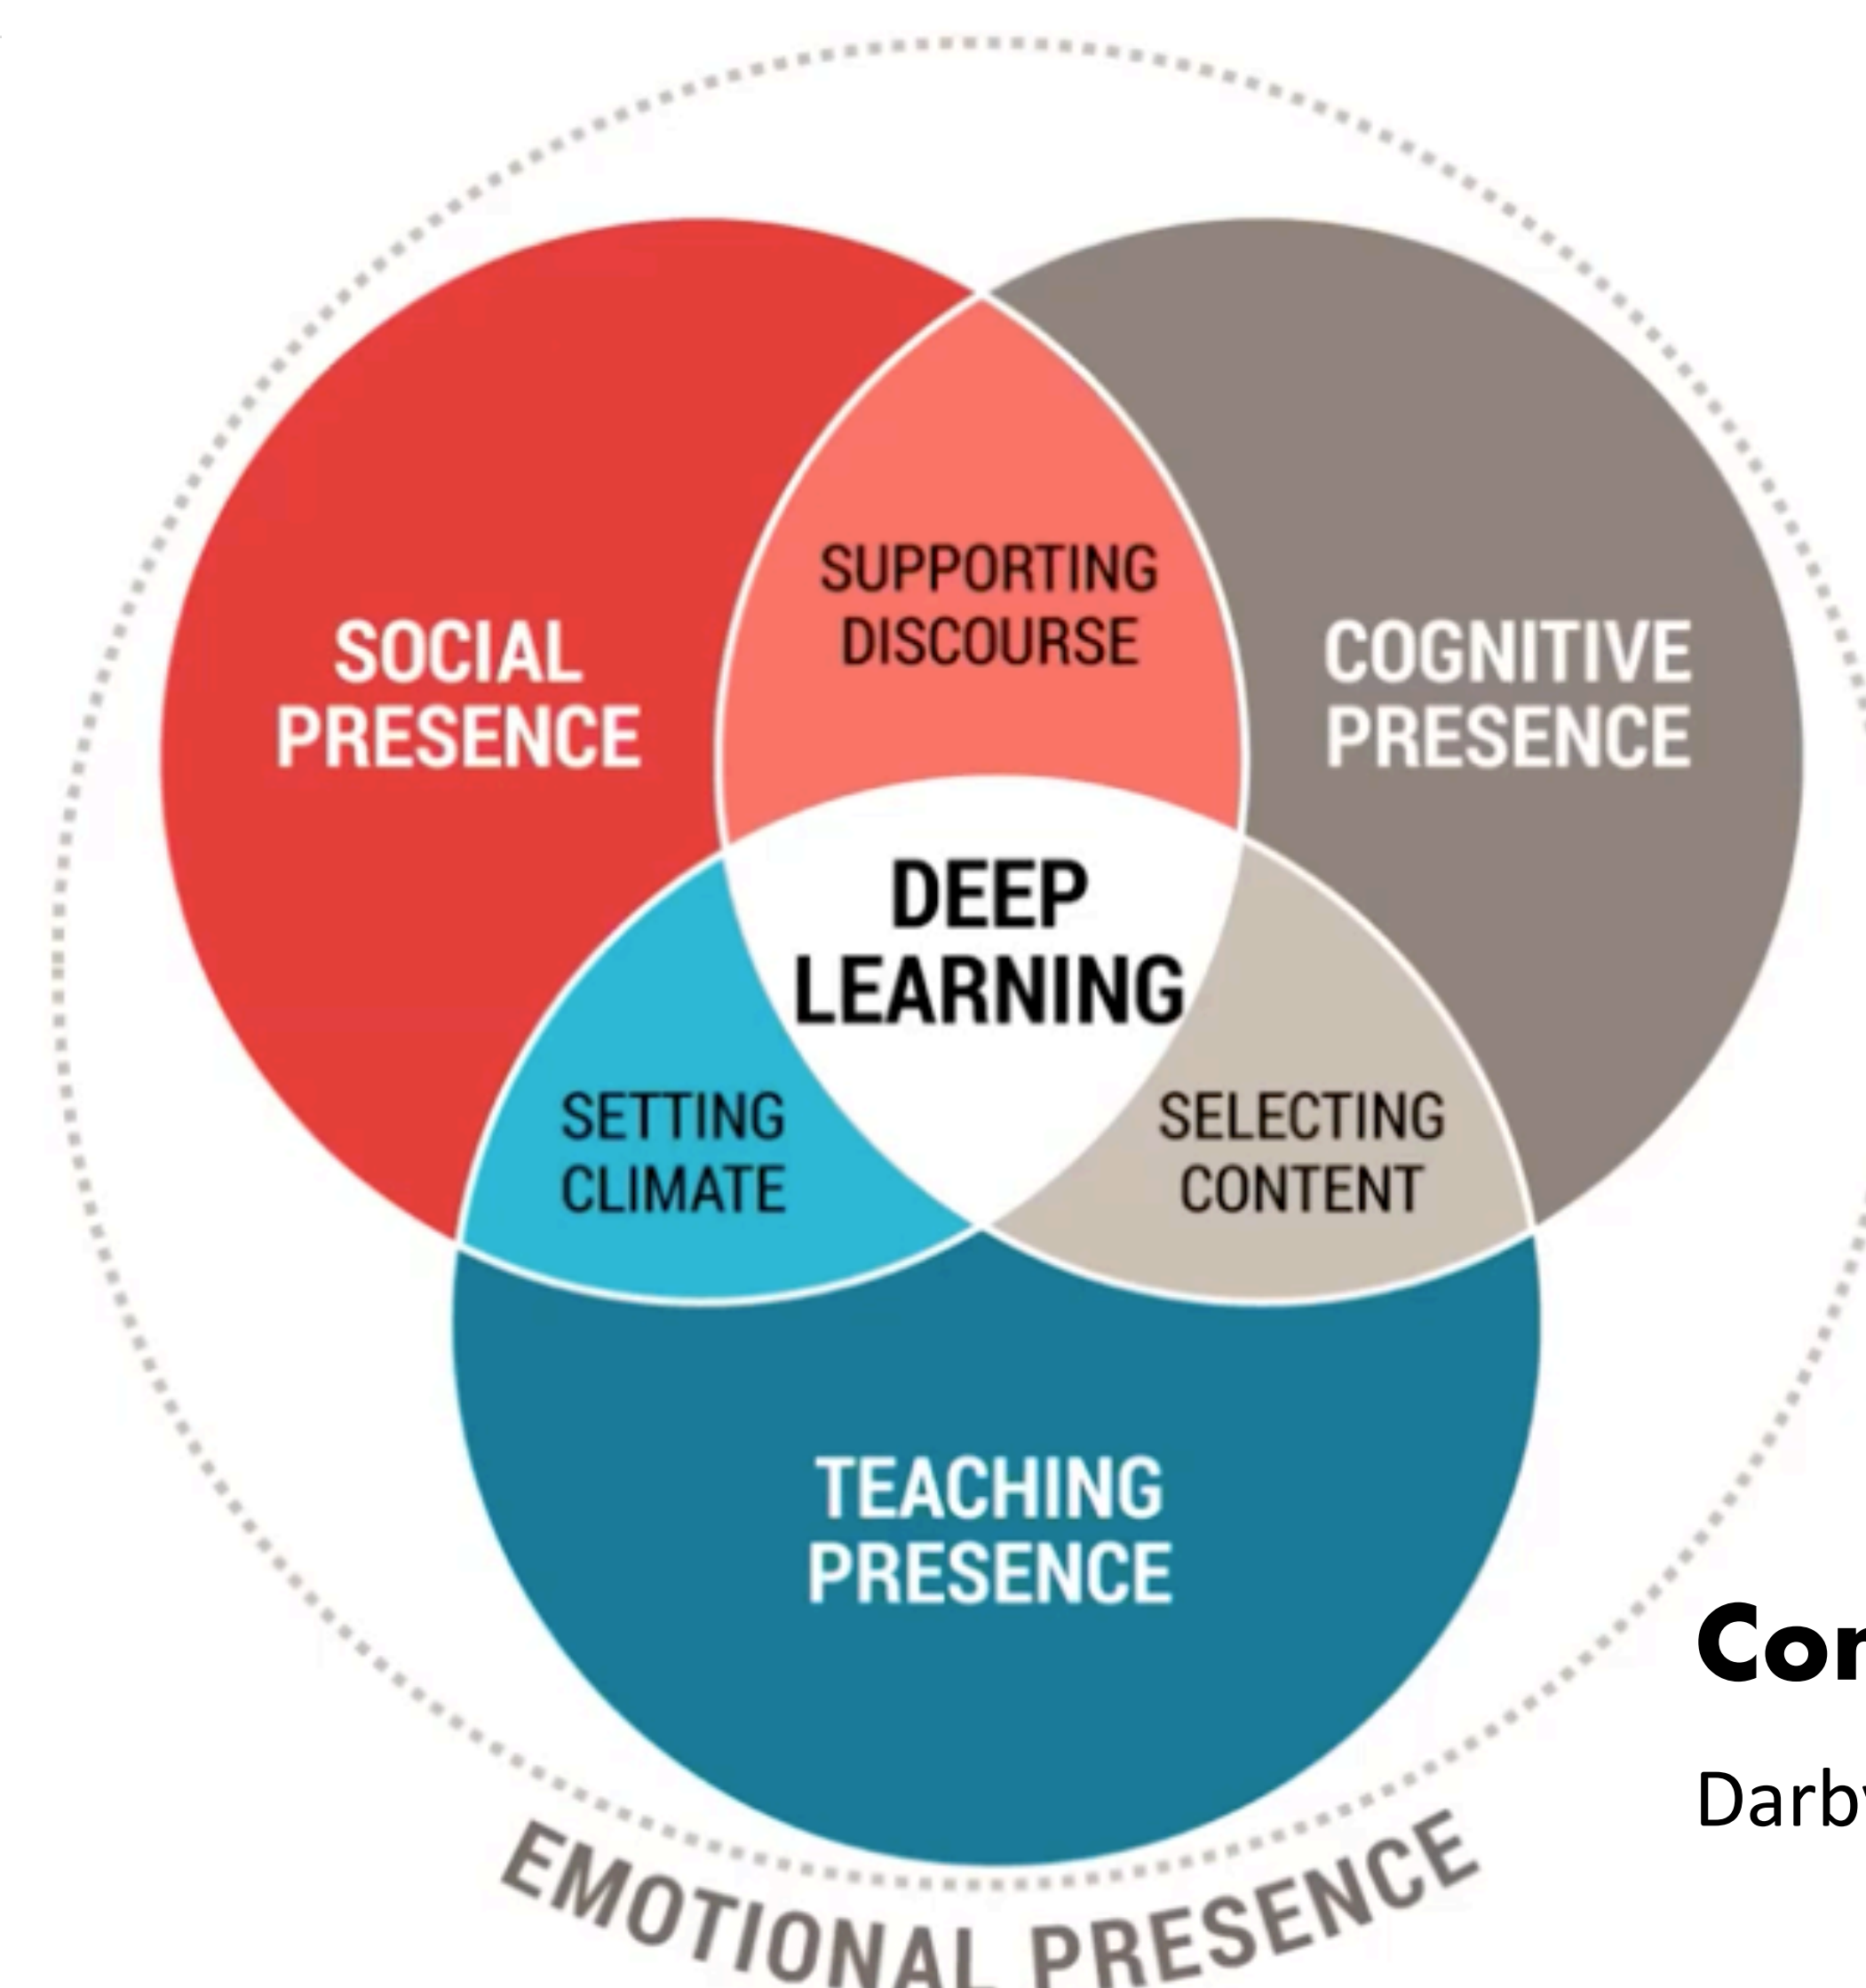 SUPPORTING
DISCOURSE
SOCIAL
PRESENCE
COGNITIVE
PRESENCE
DEEP
LEARNING
SETTING
CLIMATE
SELECTING
CONTENT
TEACHING
PRESENCE
EMOTIONAL PRESENCE